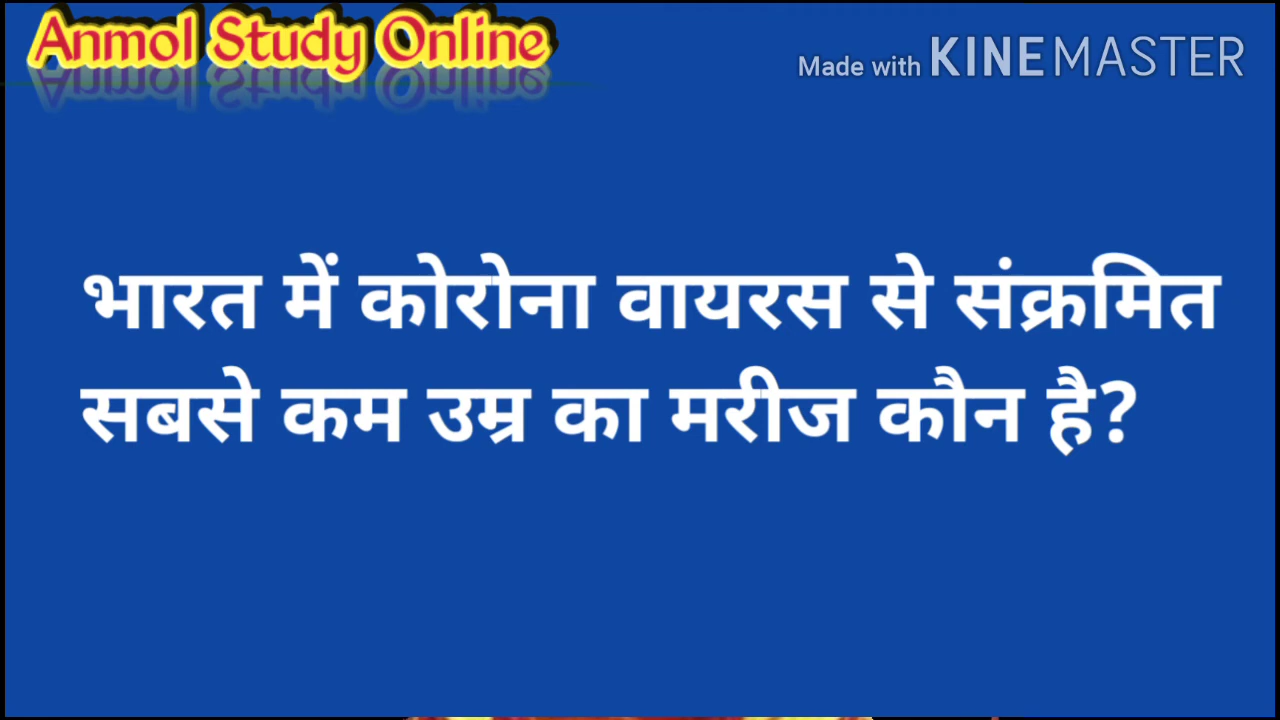 Anmol Study Online
Made with KINEMASTER
भारत में कोरोना वायरस से संक्रमित
सबसे कम उम्र का मरीज कौन है?